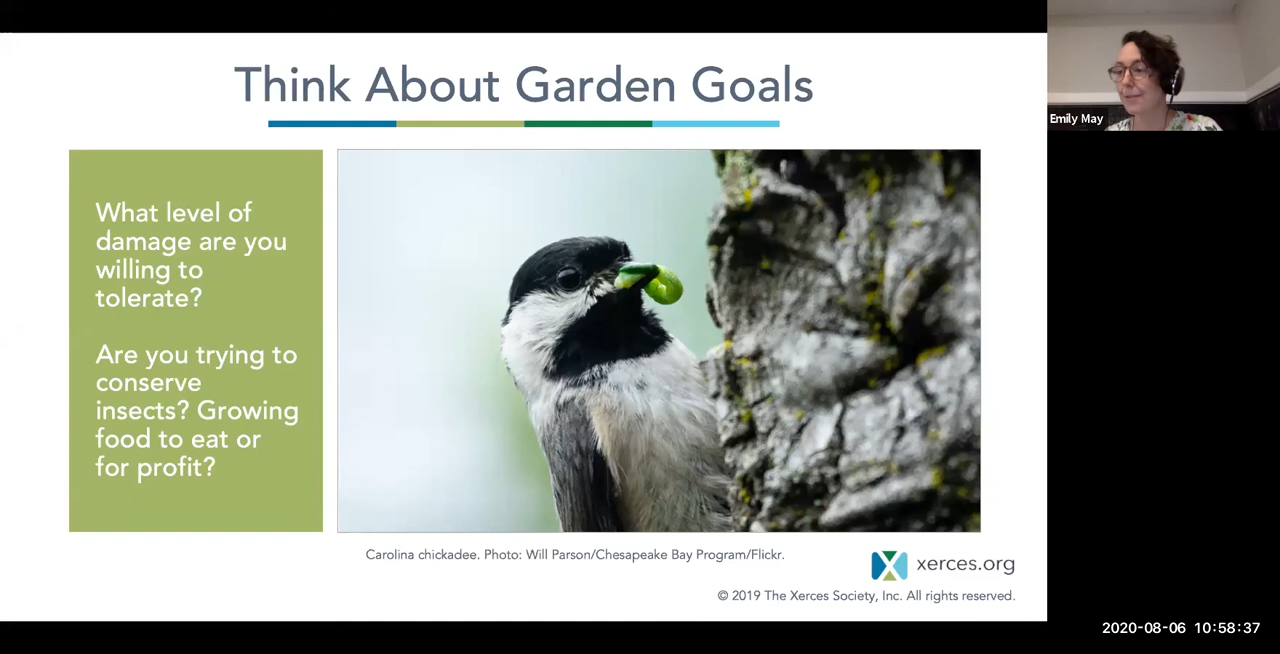 Think About Garden Goals
Emily May
What level of
damage are you
willing to
tolerate?
Are you trying to
conserve
insects? Growing
food to eat or
for profit?
Carolina chickadee. Photo: Will Parson/Chesapeake Bay Program/Flickr.
xerces.org
© 2019 The Xerces Society, Inc. All rights reserved.
2020-08-06 10:58:37